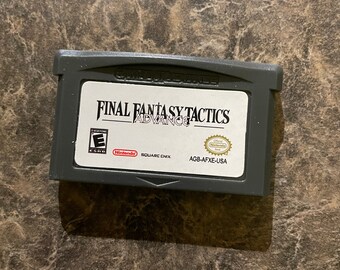 FINAL FANTASY TACTICS
ADVANCE
E
Nintendo
SQUARE ENIX
AGB-AFXE-USA